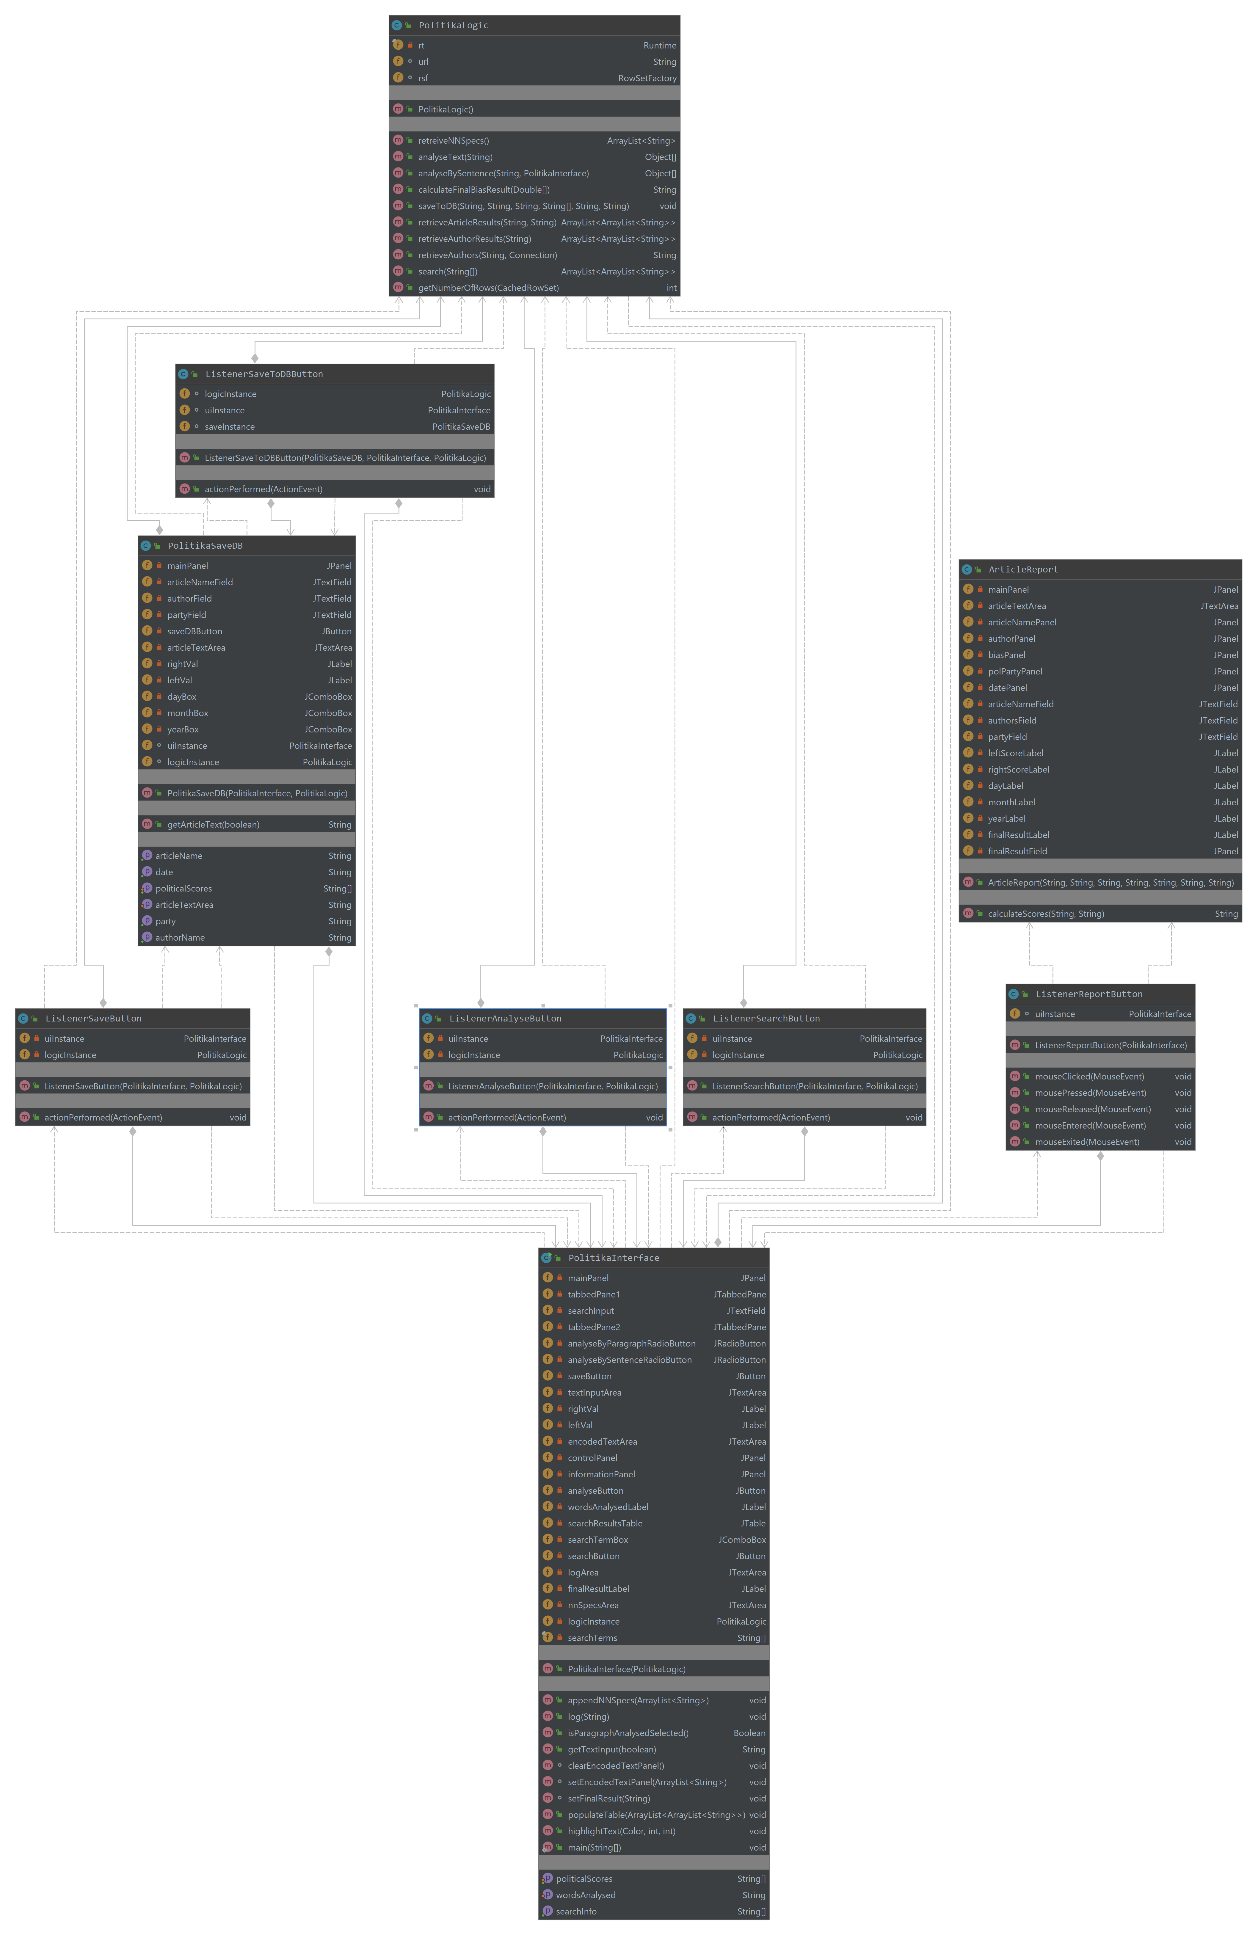 PolitikaLogic
rt Runtime
url String
rsf RowSetFactory
PolitikaLogic()
retreiveNNSpecs() ArrayList<String>
analyseText(String) Object[]
analyseBySentence(String, PolitikaInterface) Object[]
calculateFinalBiasResult(Double[]) String
saveToDB(String, String, String, String[], String, String) void
retrieveArticleResults(String, String) ArrayList<ArrayList<String>>
retrieveAuthorResults(String) ArrayList<ArrayList<String>>
retrieveAuthors(String, Connection) String
search(String[]) ArrayList<ArrayList<String>>
getNumberOfRows(CachedRowSet) int
ListenerSaveToDBButton
logicInstance PolitikaLogic
uiInstance PolitikaInterface
saveInstance PolitikaSaveDB
ListenerSaveToDBButton(PolitikaSaveDB, PolitikaInterface, PolitikaLogic)
actionPerformed(ActionEvent) void
PolitikaSaveDB
mainPanel JPanel
articleNameField JTextField
authorField JTextField
partyField JTextField
saveDBButton JButton
articleTextArea JTextArea
rightVal JLabel
leftVal JLabel
dayBox JComboBox
monthBox JComboBox
yearBox JComboBox
uiInstance PolitikaInterface
logicInstance PolitikaLogic
PolitikaSaveDB(PolitikaInterface, PolitikaLogic)
getArticleText(boolean) String
articleName String
date String
politicalScores String[]
articleTextArea String
party String
authorName String
ArticleReport
mainPanel JPanel
articleTextArea JTextArea
articleNamePanel JPanel
authorPanel JPanel
biasPanel JPanel
polPartyPanel JPanel
datePanel JPanel
articleNameField JTextField
authorsField JTextField
partyField JTextField
leftScoreLabel JLabel
rightScoreLabel JLabel
dayLabel JLabel
monthLabel JLabel
yearLabel JLabel
finalResultLabel JLabel
finalResultField JPanel
ArticleReport(String, String, String, String, String, String, String)
calculateScores(String, String) String
ListenerSaveButton
uiInstance PolitikaInterface
logicInstance PolitikaLogic
ListenerSaveButton(PolitikaInterface, PolitikaLogic)
actionPerformed(ActionEvent) void
ListenerAnalyseButton
uiInstance PolitikaInterface
logicInstance PolitikaLogic
ListenerAnalyseButton(PolitikaInterface, PolitikaLogic)
actionPerformed(ActionEvent) void
ListenerSearchButton
uiInstance PolitikaInterface
logicInstance PolitikaLogic
ListenerSearchButton(PolitikaInterface, PolitikaLogic)
actionPerformed(ActionEvent) void
ListenerReportButton
uiInstance PolitikaInterface
ListenerReportButton(PolitikaInterface)
mouseClicked(MouseEvent) void
mousePressed(MouseEvent) void
mouseReleased(MouseEvent) void
mouseEntered(MouseEvent) void
mouseExited(MouseEvent) void
PolitikaInterface
mainPanel JPanel
tabbedPane1 JTabbedPane
searchInput JTextField
tabbedPane2 JTabbedPane
analyseByParagraphRadioButton JRadioButton
analyseBySentenceRadioButton JRadioButton
saveButton JButton
textInputArea JTextArea
rightVal JLabel
leftVal JLabel
encodedTextArea JTextArea
controlPanel JPanel
informationPanel JPanel
analyseButton JButton
wordsAnalysedLabel JLabel
searchResultsTable JTable
searchTermBox JComboBox
searchButton JButton
logArea JTextArea
finalResultLabel JLabel
nnSpecsArea JTextArea
logicInstance PolitikaLogic
searchTerms String[]
PolitikaInterface(PolitikaLogic)
appendNNSpecs(ArrayList<String>) void
log(String) void
isParagraphAnalysedSelected() Boolean
getTextInput(boolean) String
clearEncodedTextPanel() void
setEncodedTextPanel(ArrayList<String>) void
setFinalResult(String) void
populateTable(ArrayList<ArrayList<String>>) void
highlightText(Color, int, int) void
main(String[]) void
politicalScores String[]
wordsAnalysed String
searchInfo String[]